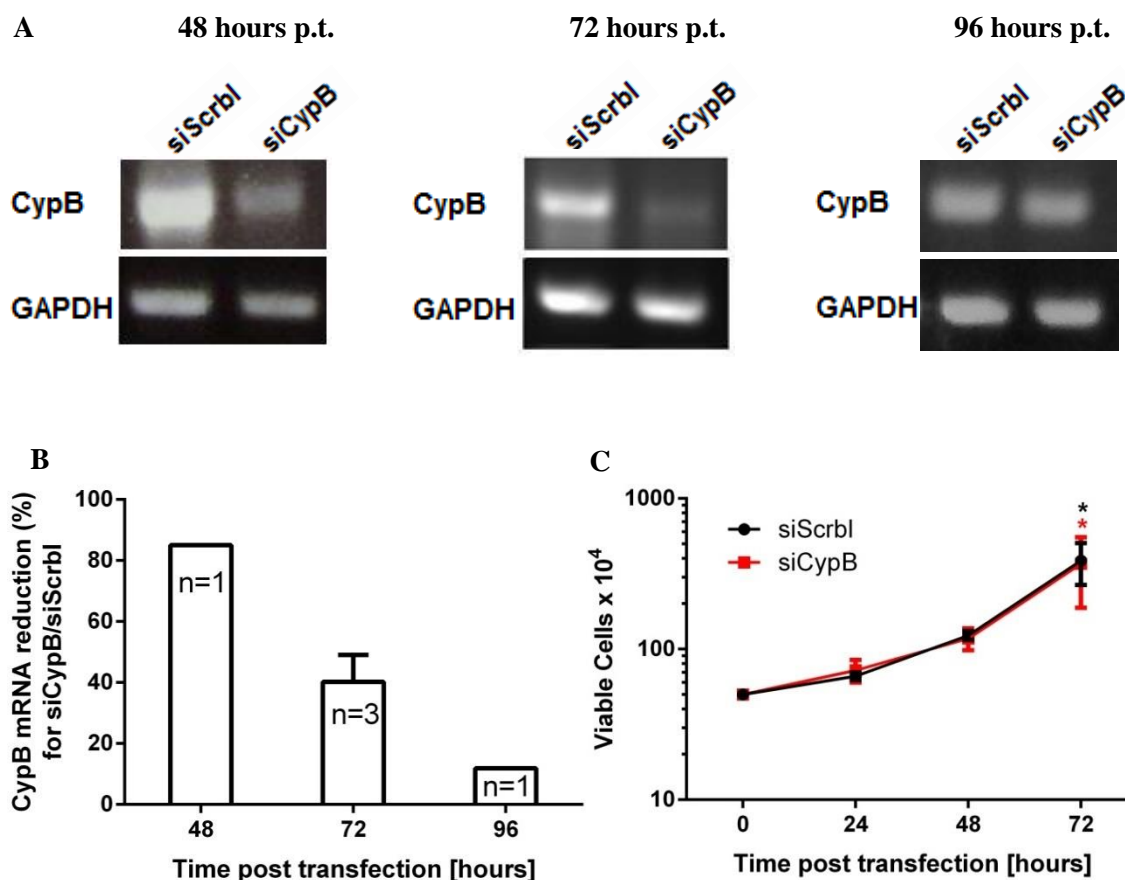 A 48 hours p.t. 72 hours p.t. 96 hours p.t.
siScrbl siCypB siScrbl siCypB siScrbl siCypB
CypB CypB CypB
GAPDH GAPDH GAPDH
B
CypB mRNA reduction (%)
for siCypB/siScrbl
100
80
60
40
20
0
n=1
n=3
n=1
48 72 96
Time post transfection [hours]
C
Viable Cells x 10⁴
1000
100
10
siScrbl
siCypB
*
*
0 24 48 72
Time post transfection [hours]